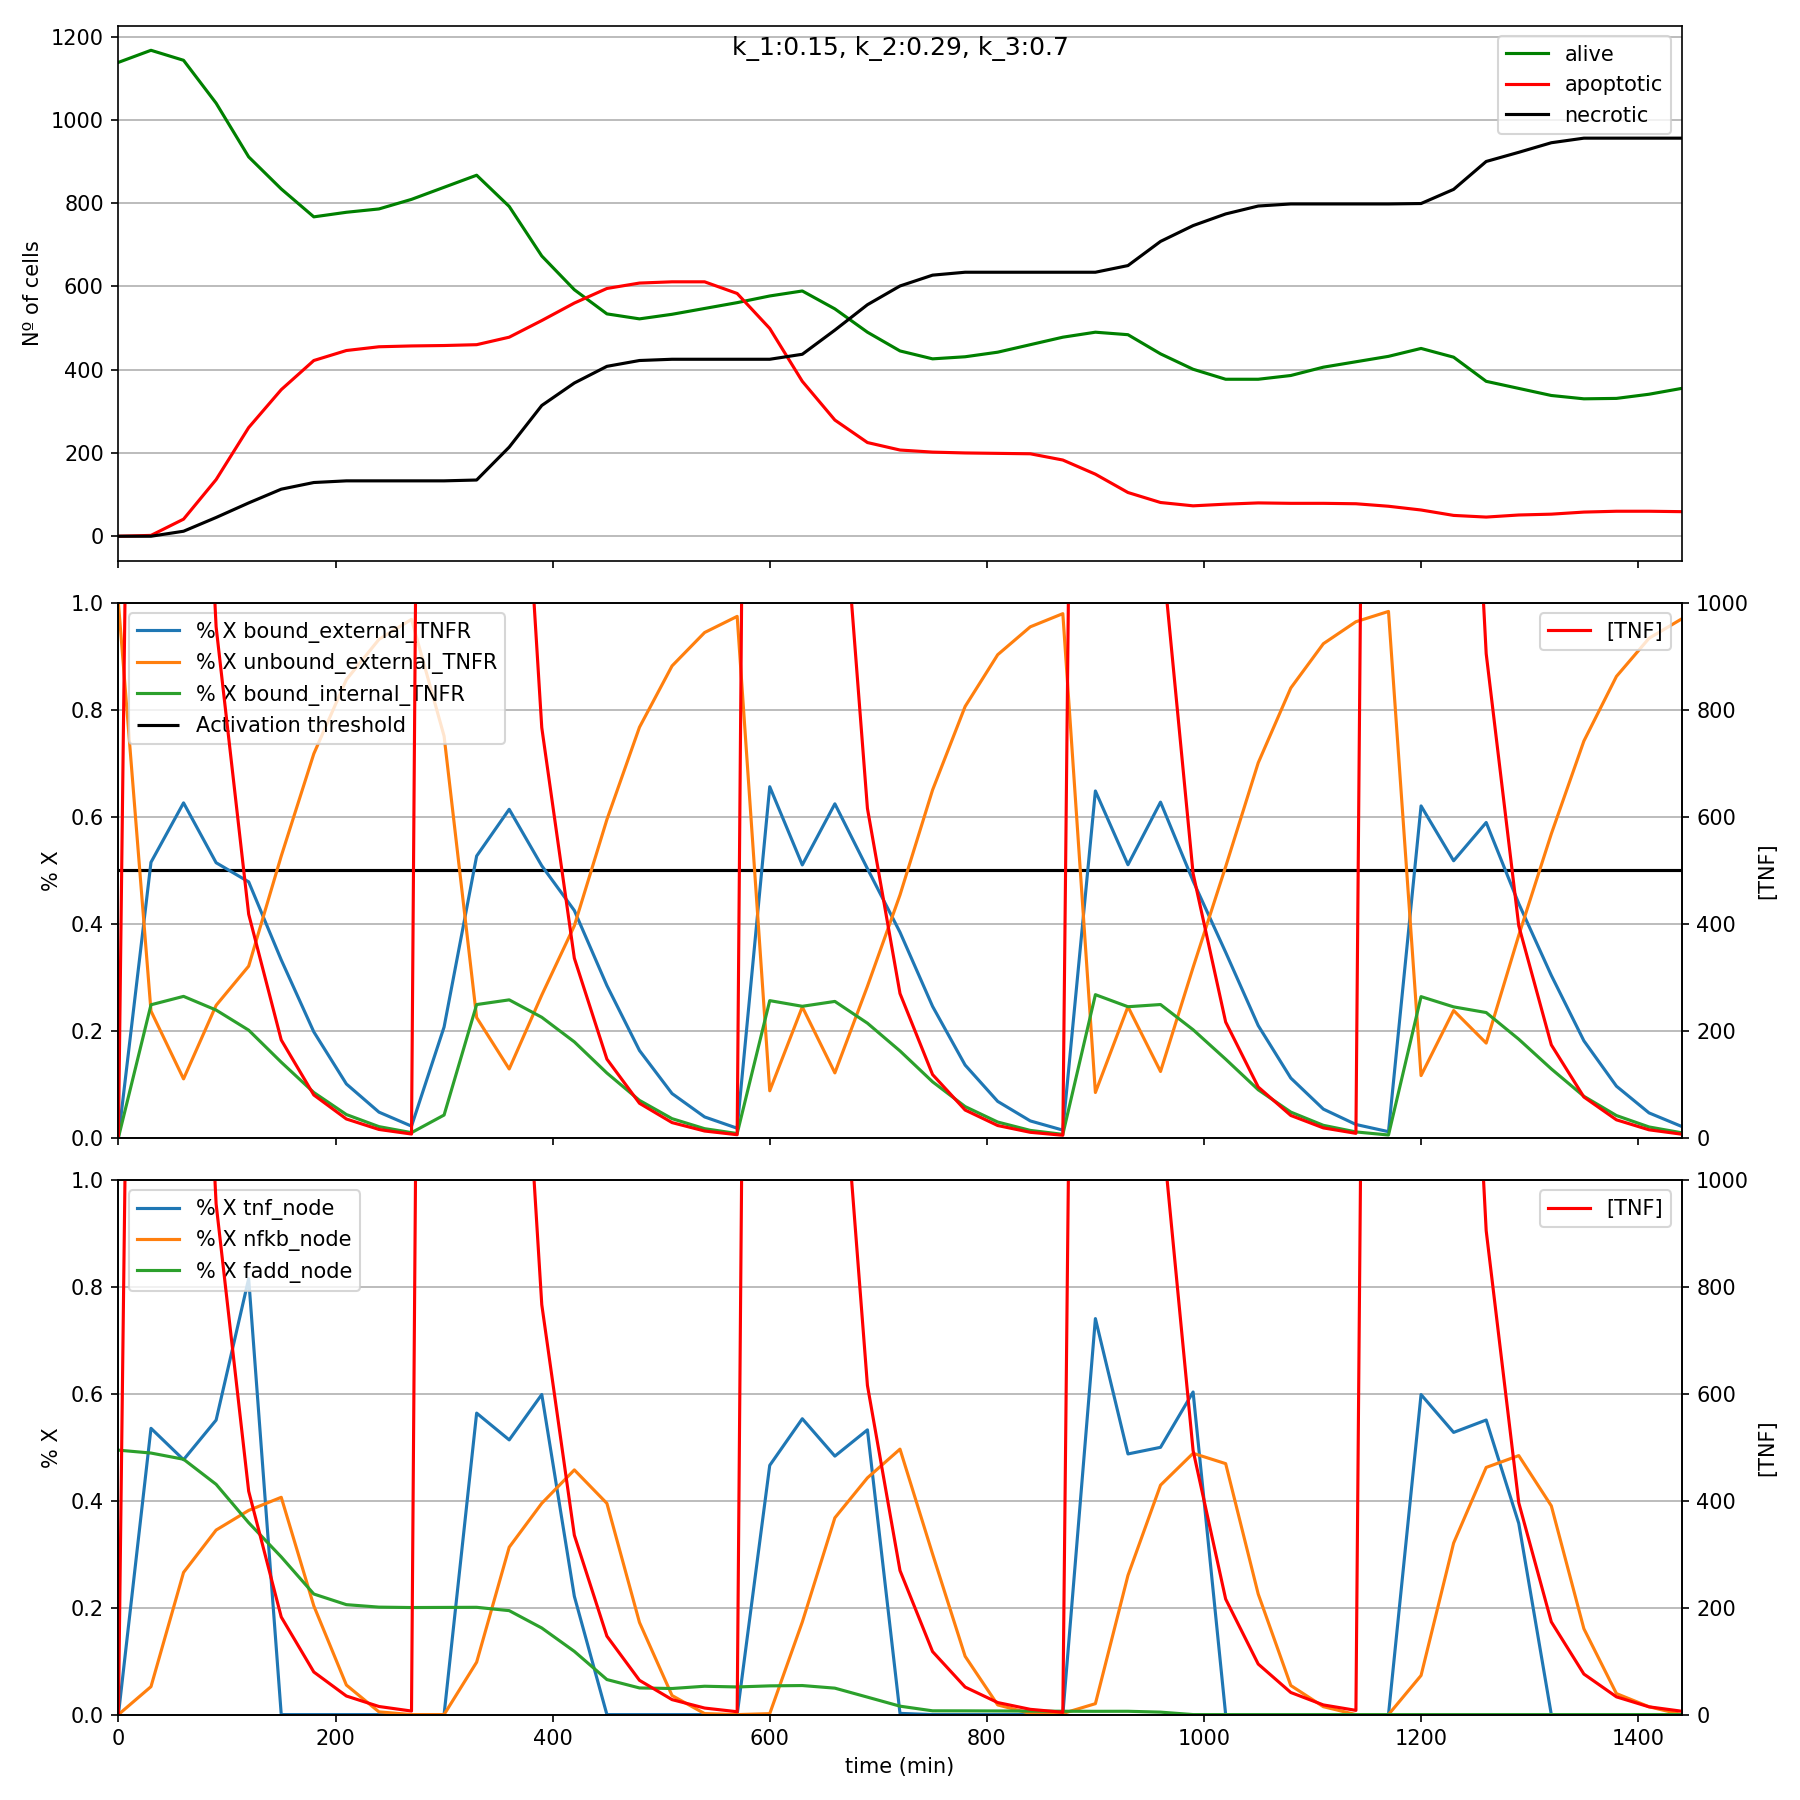 k_1:0.15, k_2:0.29, k_3:0.7
alive
apoptotic
necrotic
1200
1000
800
600
400
200
0
Nº of cells
% X bound_external_TNFR
% X unbound_external_TNFR
% X bound_internal_TNFR
Activation threshold
[TNF]
1.0
0.8
0.6
0.4
0.2
0.0
% X
1000
800
600
400
200
0
[TNF]
% X tnf_node
% X nfkb_node
% X fadd_node
[TNF]
1.0
0.8
0.6
0.4
0.2
0.0
% X
1000
800
600
400
200
0
[TNF]
0 200 400 600 800 1000 1200 1400
time (min)